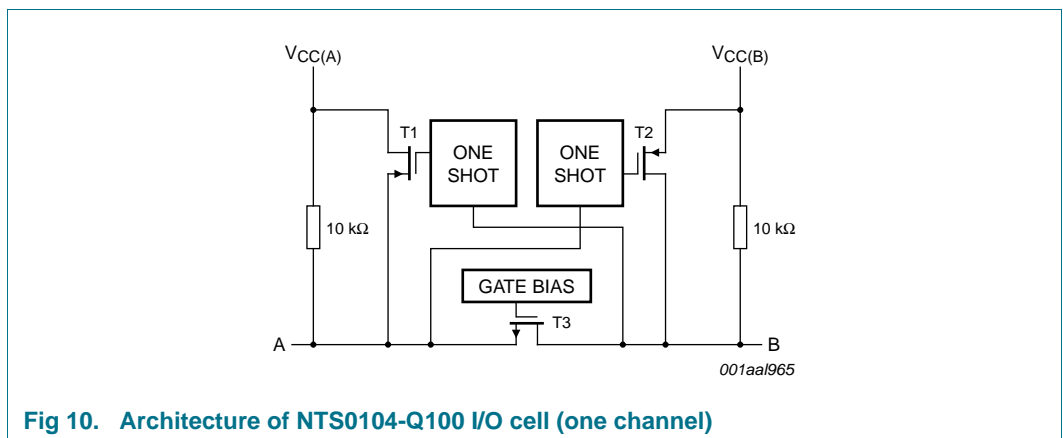 VCC(A)
VCC(B)
T1
ONE
SHOT
ONE
SHOT
T2
10 kΩ
10 kΩ
GATE BIAS
T3
A
B
001aal965
Fig 10. Architecture of NTS0104-Q100 I/O cell (one channel)